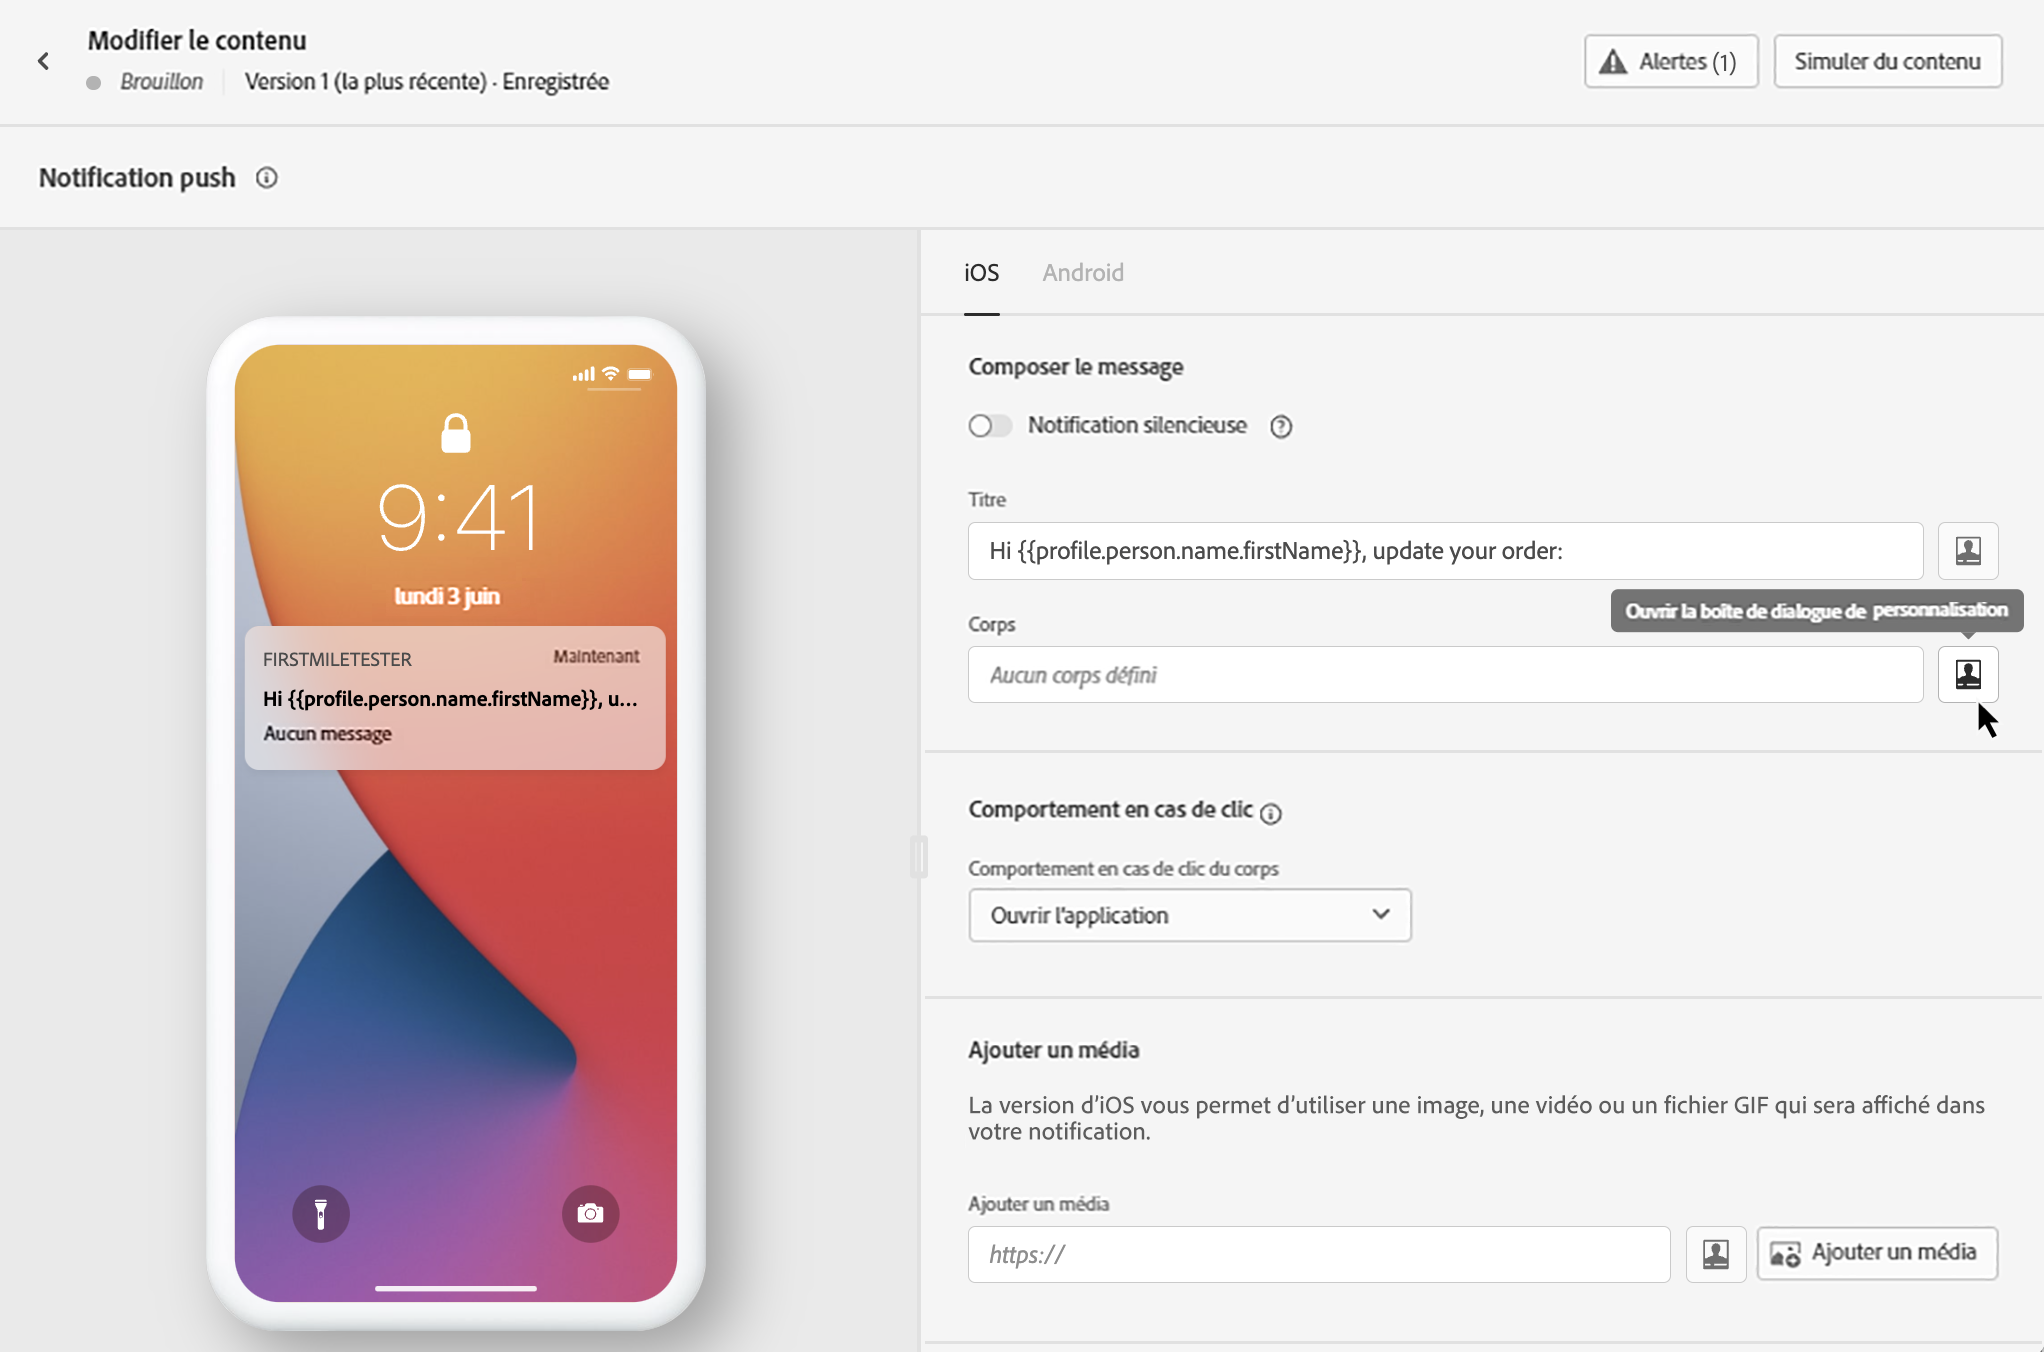 Modifier le contenu
Brouillon
Version 1 (la plus récente) · Enregistrée
Alertes (1)
Simuler du contenu
Notification push
9:41
lundi 3 juin
FIRSTMILETESTER
Maintenant
Hi {{profile.person.name.firstName}}, u...
Aucun message
iOS
Android
Composer le message
Notification silencieuse
Titre
Hi {{profile.person.name.firstName}}, update your order:
Ouvrir la boîte de dialogue de personnalisation
Corps
Aucun corps défini
Comportement en cas de clic
Comportement en cas de clic du corps
Ouvrir l'application
Ajouter un média
La version d’iOS vous permet d’utiliser une image, une vidéo ou un fichier GIF qui sera affiché dans
votre notification.
Ajouter un média
https://
Ajouter un média